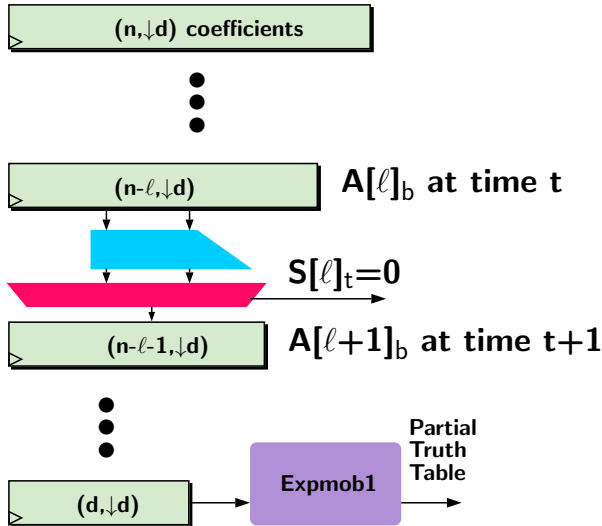 (n,↓d) coefficients
(n-ℓ,↓d)
A[ℓ]b at time t
S[ℓ]t=0
(n-ℓ-1,↓d)
A[ℓ+1]b at time t+1
Partial
Truth
Table
Expmob1
(d,↓d)